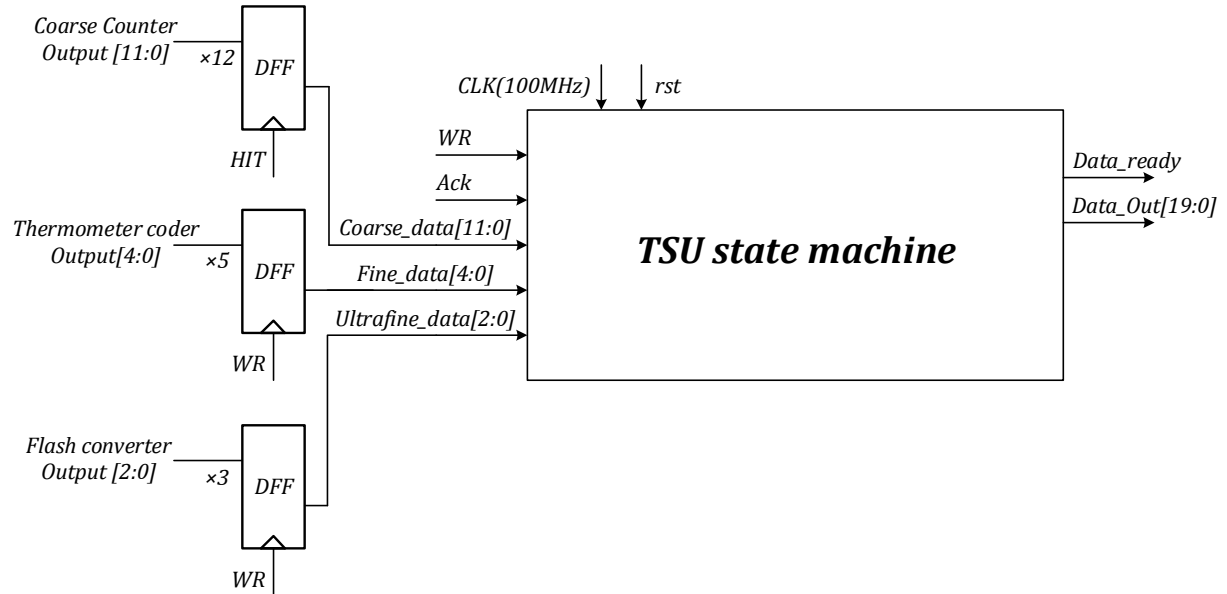 Coarse Counter
Output [11:0]
×12
DFF
HIT
Thermometer coder
Output[4:0]
×5
DFF
WR
Flash converter
Output [2:0]
×3
DFF
WR
CLK(100MHz)
rst
WR
Ack
Coarse_data[11:0]
Fine_data[4:0]
Ultrafine_data[2:0]
TSU state machine
Data_ready
Data_Out[19:0]